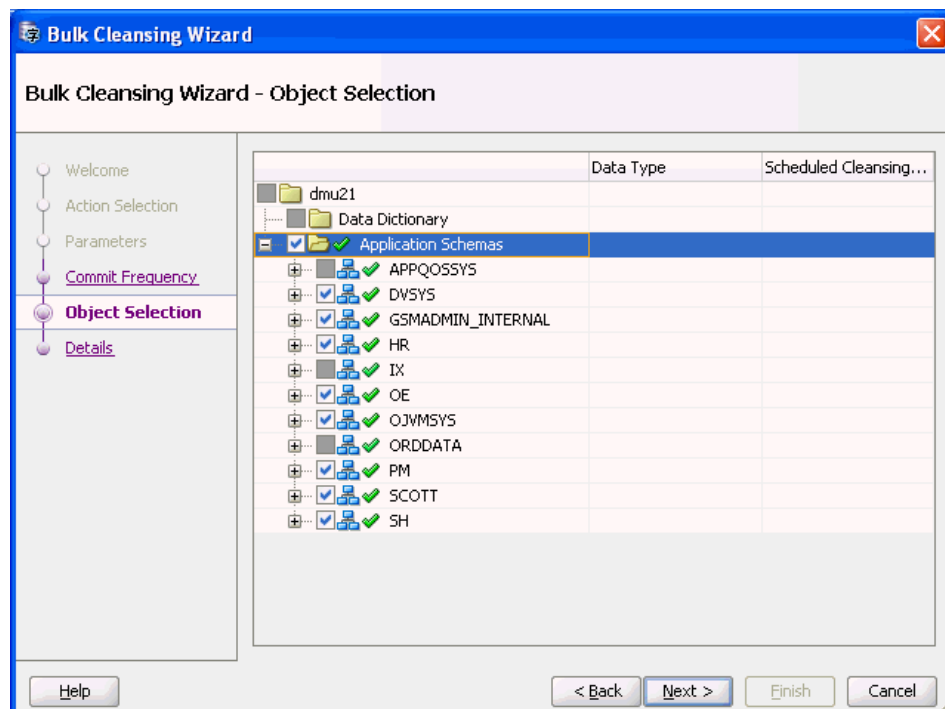 Bulk Cleansing Wizard
Bulk Cleansing Wizard - Object Selection
Welcome
Action Selection
Parameters
Commit Frequency
Object Selection
Details
Data Type Scheduled Cleansing...
dmu21
Data Dictionary
Application Schemas
APPQOSSYS
DVSYS
GSMADMIN_INTERNAL
HR
IX
OE
OJVMSYS
ORDDATA
PM
SCOTT
SH
Help < Back Next > Finish Cancel